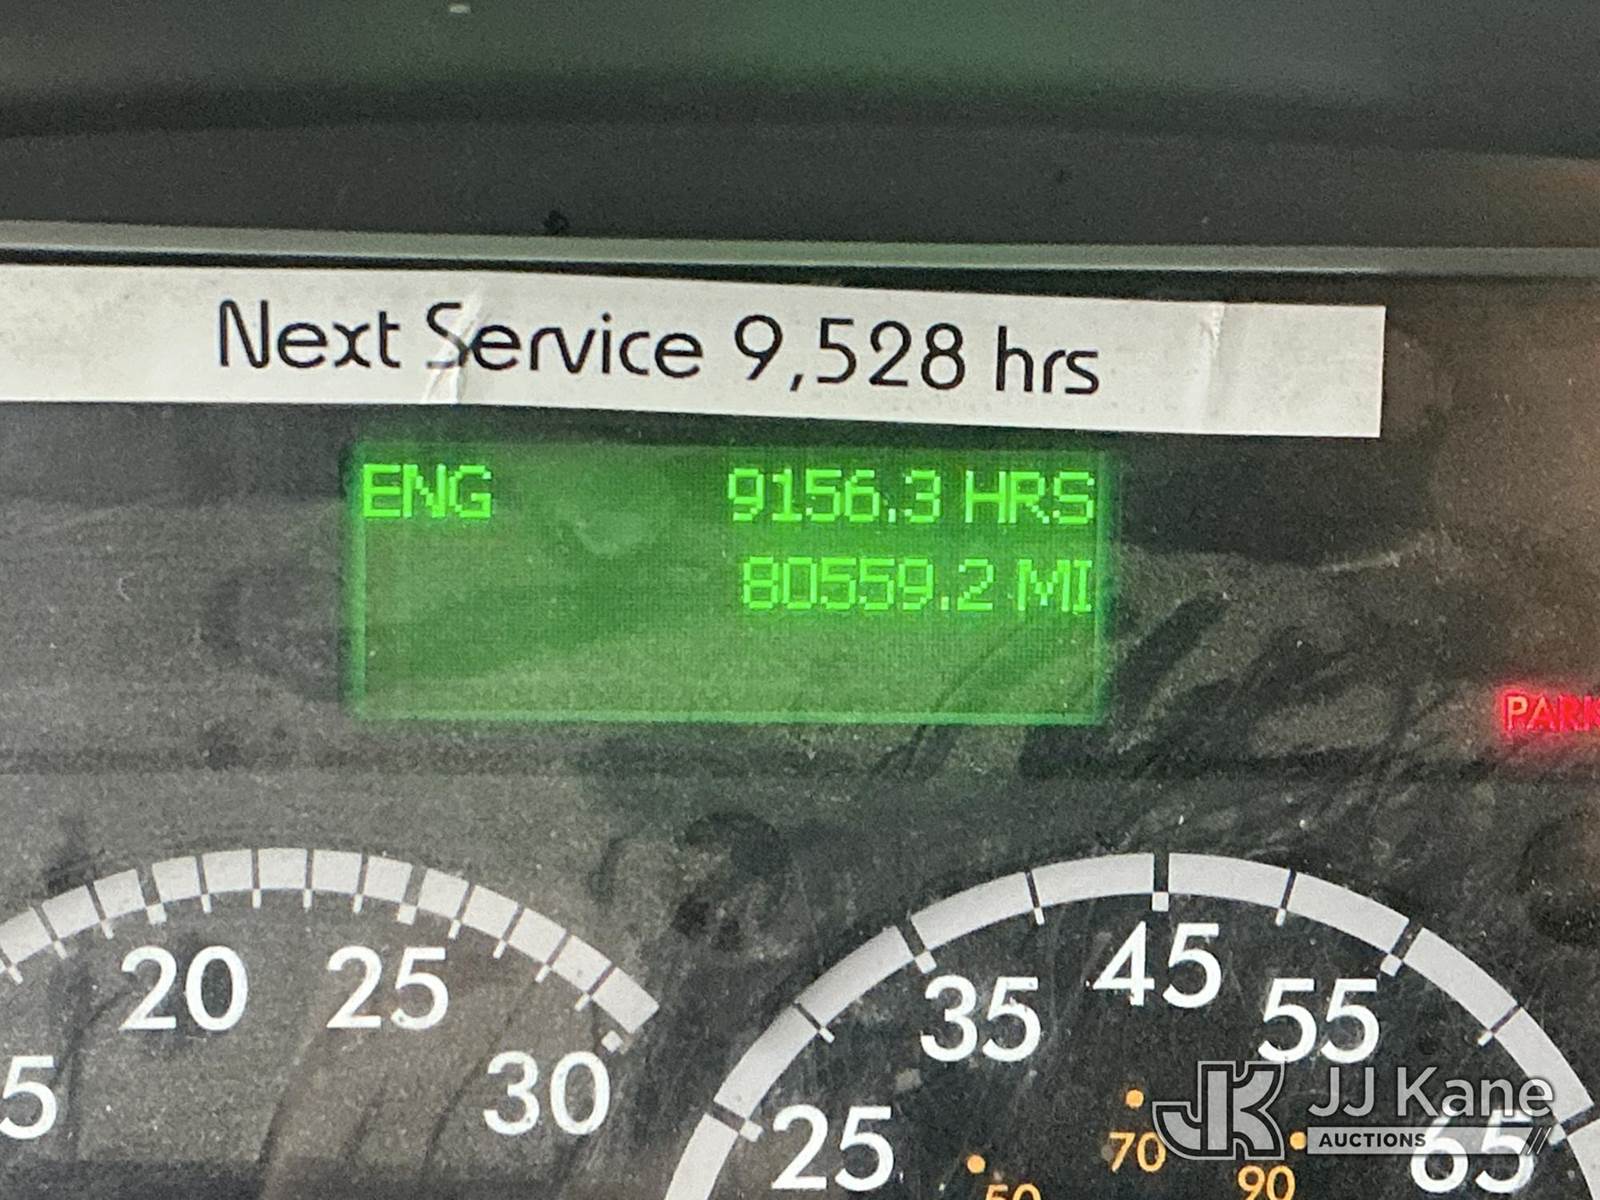 Next Service 9,528 hrs
ENG 9156.3 HRS
80559.2 MI
PARK
5 20 25 30
25 35 45 55 65
50 70 90
JK JJ Kane
AUCTIONS